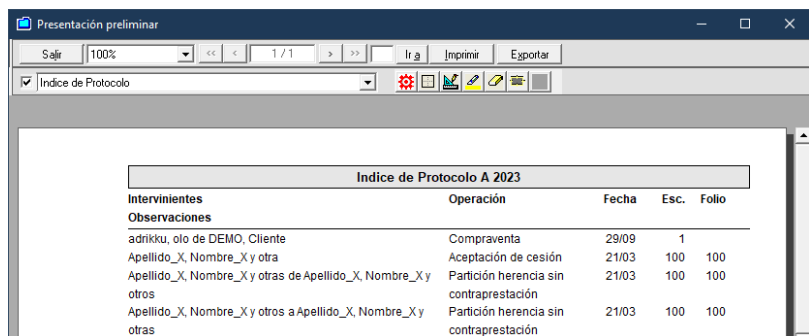 Presentación preliminar
Salir 100% << < 1 / 1 > >> Ir a Imprimir Exportar
Indice de Protocolo
Indice de Protocolo A 2023
Intervinientes Operación Fecha Esc. Folio
Observaciones
adrikku, olo de DEMO, Cliente Compraventa 29/09 1
Apellido_X, Nombre_X y otra Aceptación de cesión 21/03 100 100
Apellido_X, Nombre_X y otras de Apellido_X, Nombre_X y Partición herencia sin 21/03 100 100
otros contraprestación
Apellido_X, Nombre_X y otros a Apellido_X, Nombre_X y Partición herencia sin 21/03 100 100
otras contraprestación